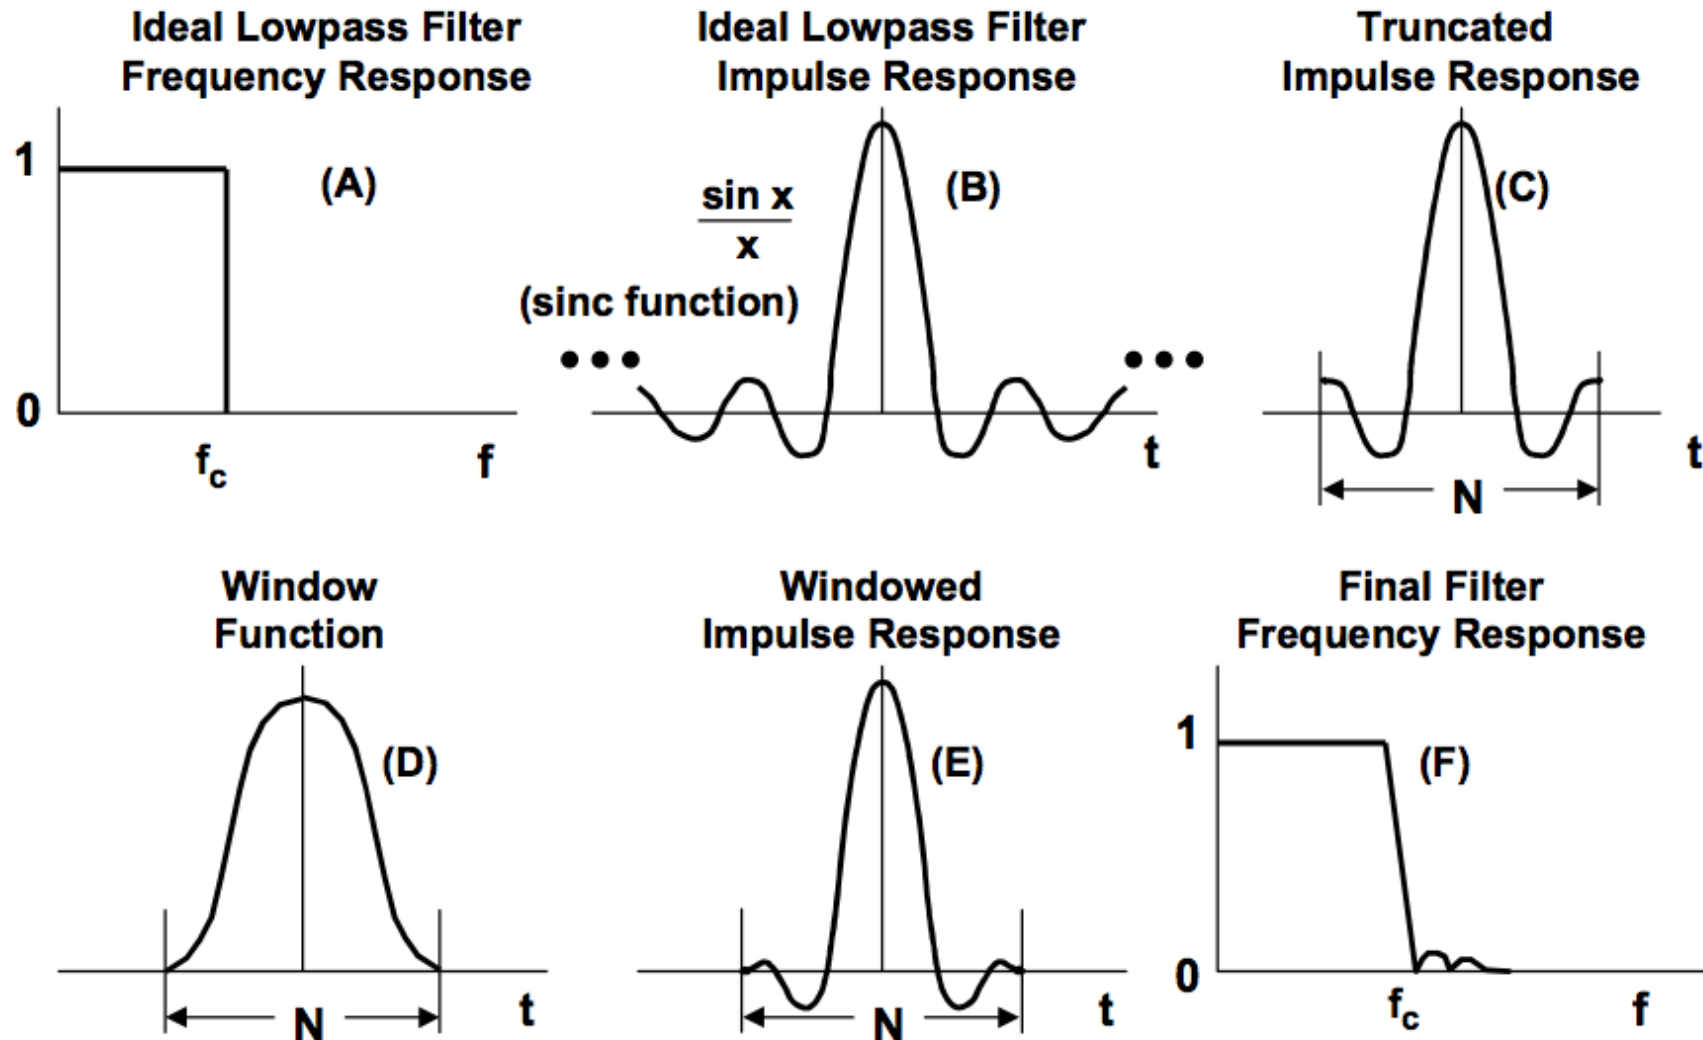 Ideal Lowpass Filter
Frequency Response
1
(A)
0
fc
f
Ideal Lowpass Filter
Impulse Response
sin x
x
(sinc function)
(B)
t
Truncated
Impulse Response
(C)
t
N
Window
Function
(D)
t
N
Windowed
Impulse Response
(E)
t
N
Final Filter
Frequency Response
1
(F)
0
fc
f